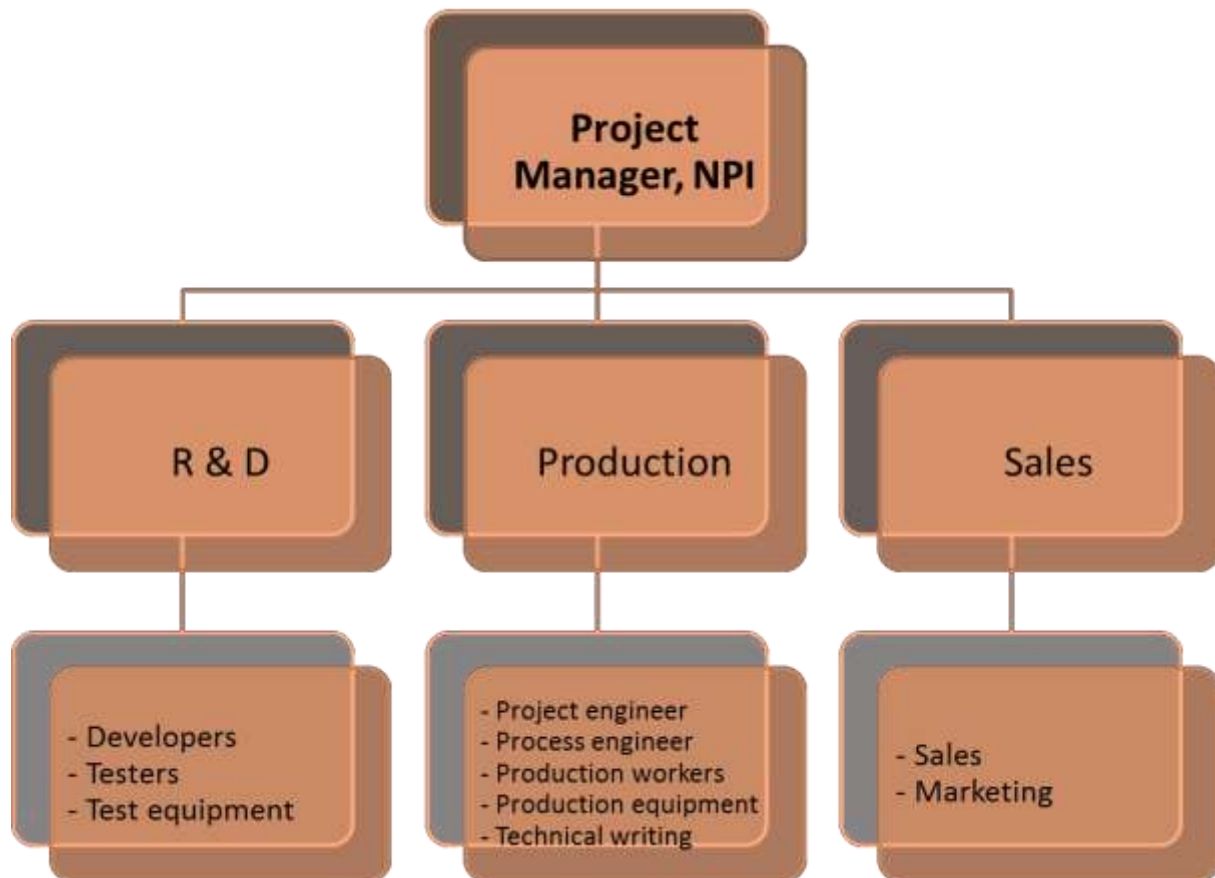 Project
Manager, NPI
R & D
Production
Sales
- Developers
- Testers
- Test equipment
- Project engineer
- Process engineer
- Production workers
- Production equipment
- Technical writing
- Sales
- Marketing